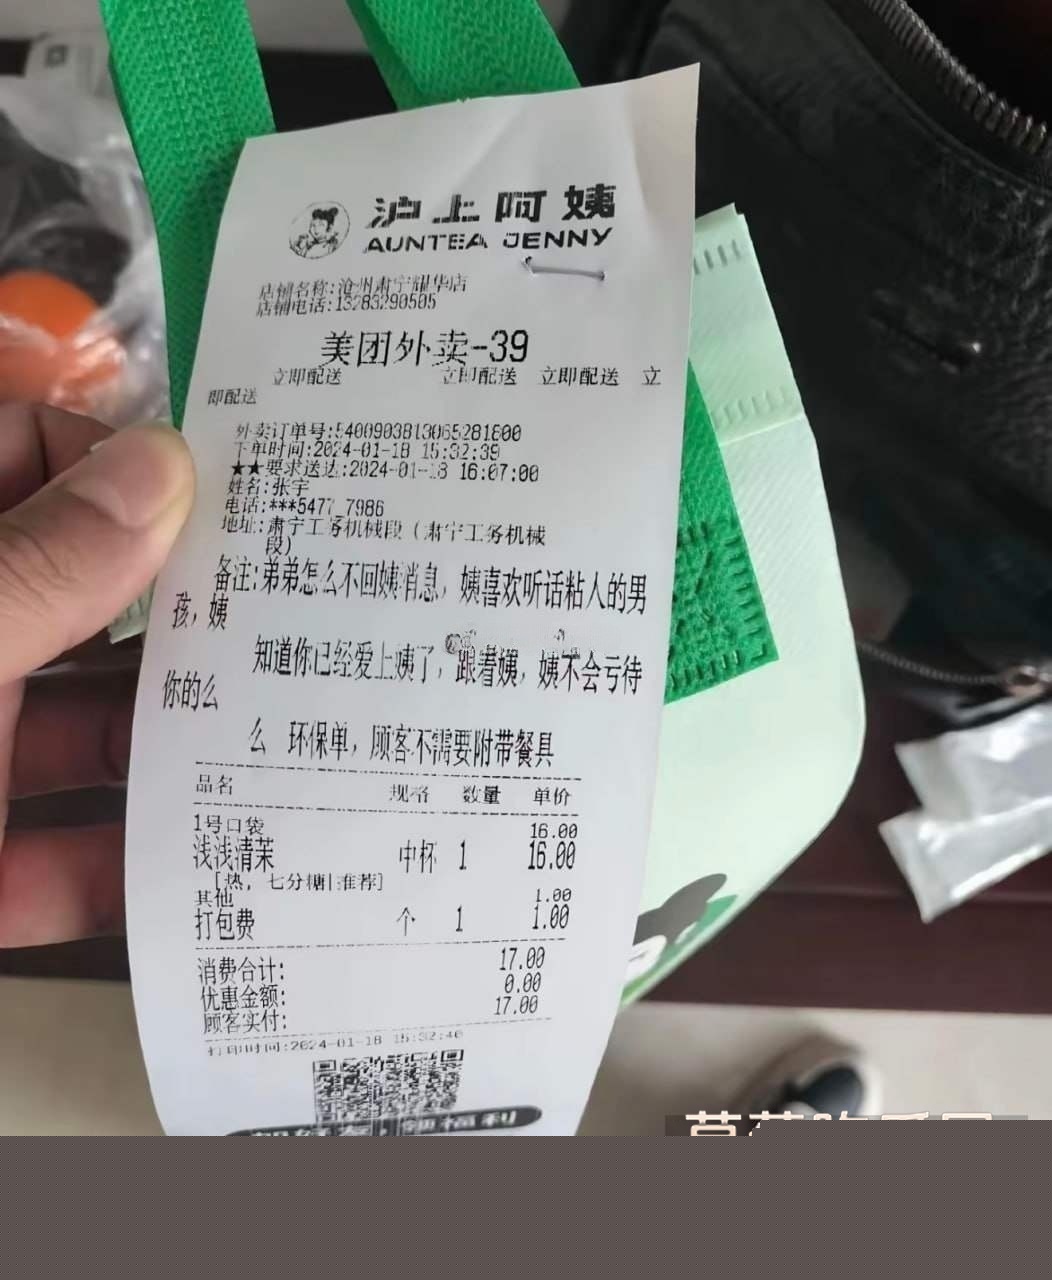 沪上阿姨
AUNTEA JENNY
店铺名称:沧州肃宁耀华店
店铺电话:13283290505
美团外卖-39
立即配送 立即配送 立即配送 立
即配送
外卖订单号:5400903813065281800
下单时间:2024-01-18 15:32:39
★★要求送达:2024-01-18 16:07:00
姓名:张宇
电话:***5477_7986
地址:肃宁工务机械段(肃宁工务机械
段)
备注:弟弟怎么不回姨消息,姨喜欢听话粘人的男
孩,姨
知道你已经爱上姨了,跟着姨,姨不会亏待
你的么
么 环保单,顾客不需要附带餐具
品名 规格 数量 单价
1号口袋 16.00
浅浅清茉 中杯 1 16.00
[热,七分糖|推荐]
其他 1.00
打包费 个 1 1.00
消费合计: 17.00
优惠金额: 0.00
顾客实付: 17.00
打印时间:2024-01-18 15:32:40